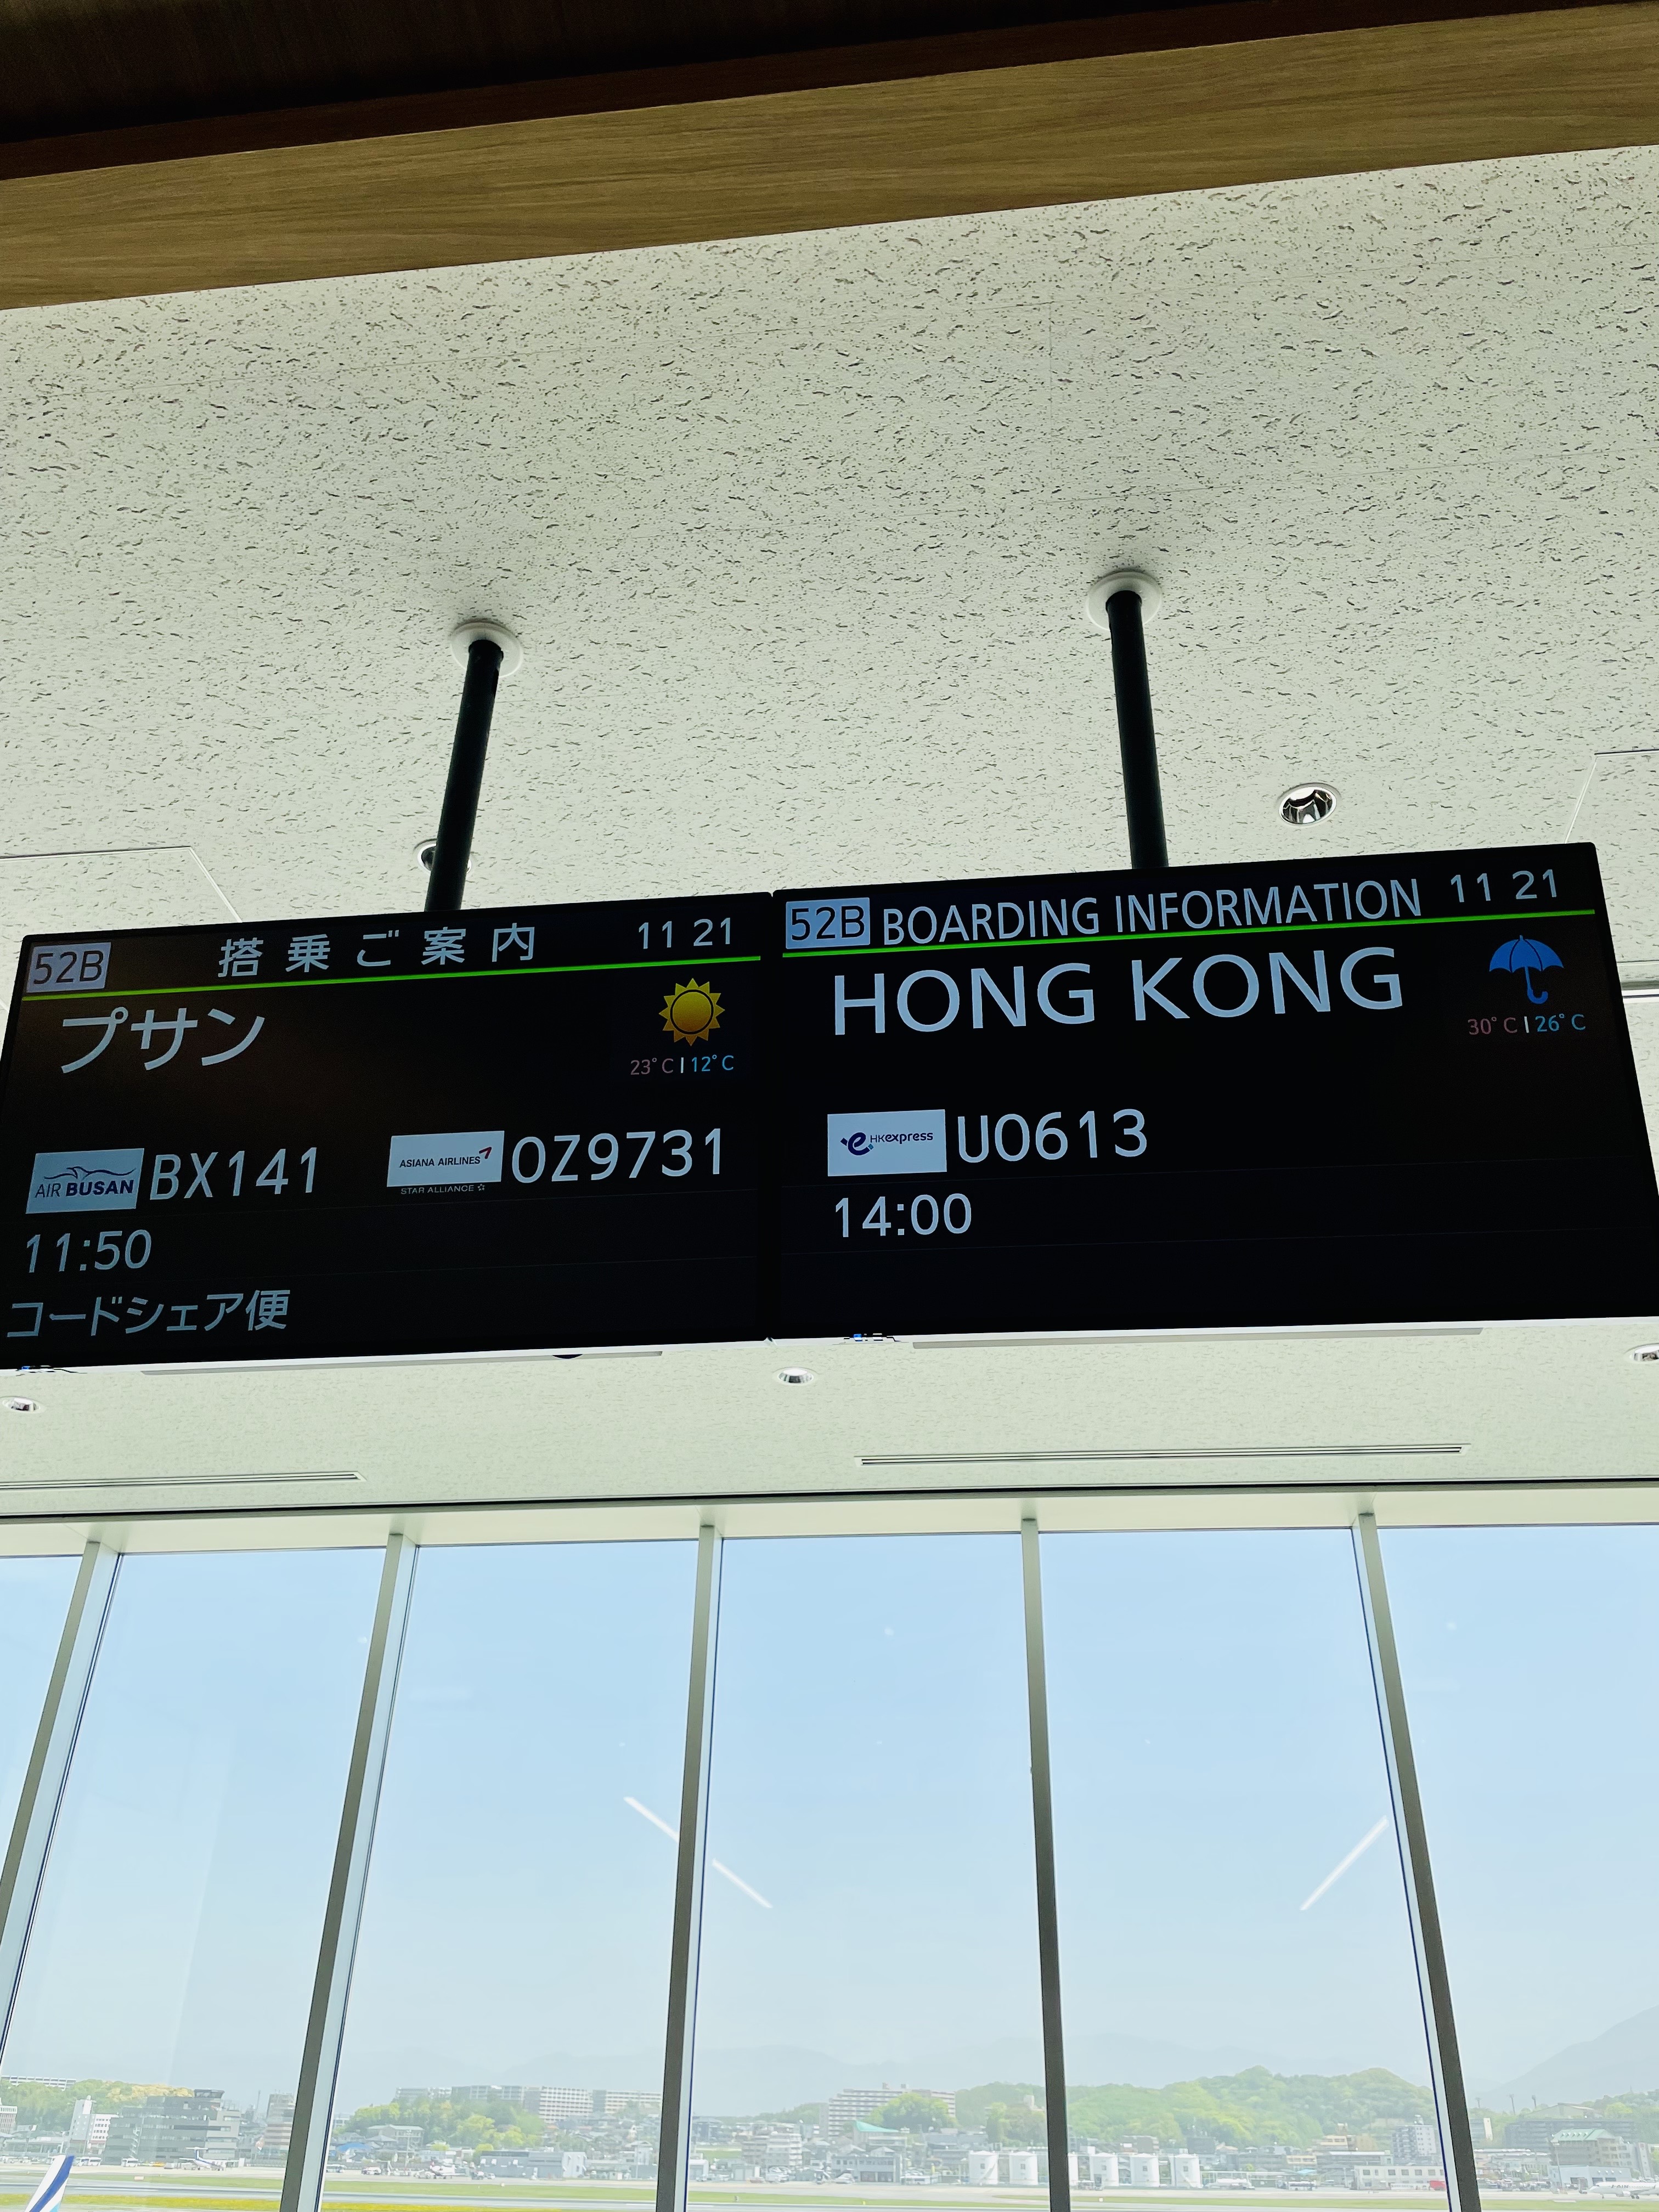 52B 搭乗ご案内 11 21
プサン
23°C | 12°C
AIR BUSAN BX141 ASIANA AIRLINES STAR ALLIANCE OZ9731
11:50
コードシェア便
52B BOARDING INFORMATION 11 21
HONG KONG
30°C | 26°C
HK express UO613
14:00